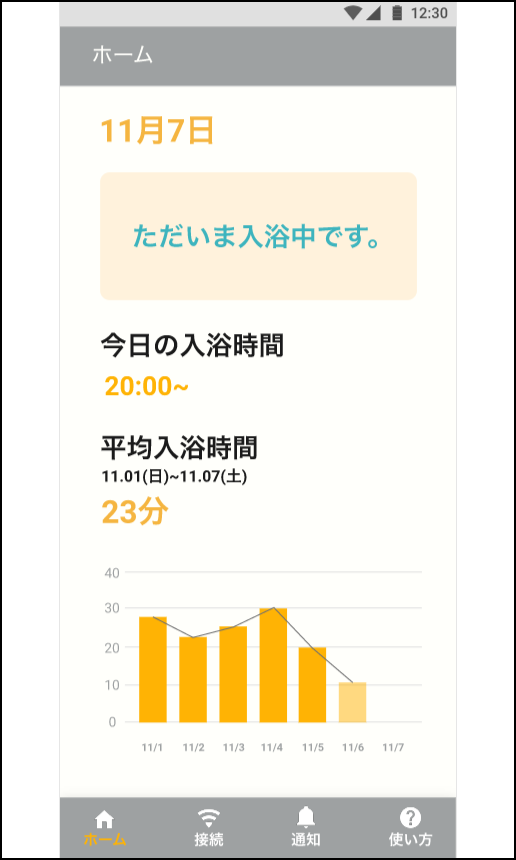 12:30
ホーム
11月7日
ただいま入浴中です。
今日の入浴時間
20:00~
平均入浴時間
11.01(日)~11.07(土)
23分
40
30
20
10
0
11/1 11/2 11/3 11/4 11/5 11/6 11/7
ホーム 接続 通知 使い方